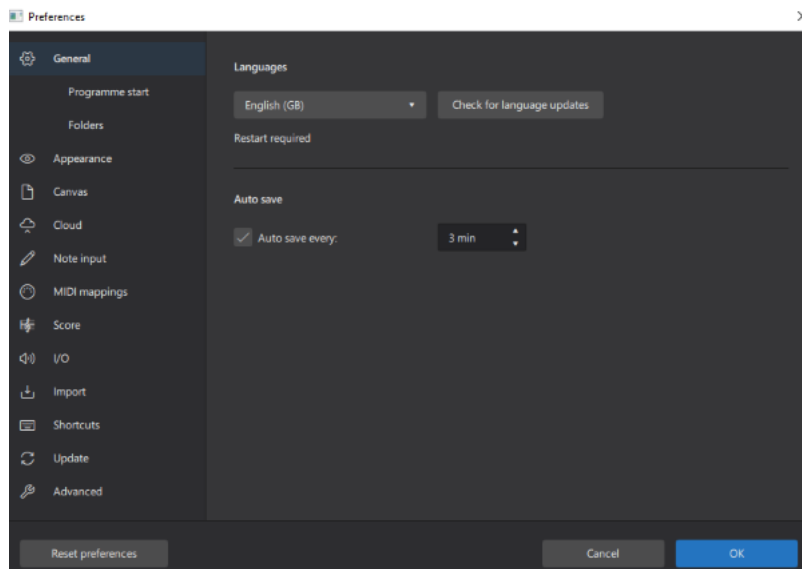 Preferences
General
Programme start
Folders
Appearance
Canvas
Cloud
Note input
MIDI mappings
Score
I/O
Import
Shortcuts
Update
Advanced
Languages
English (GB)
Check for language updates
Restart required
Auto save
Auto save every:
3 min
Reset preferences
Cancel
OK